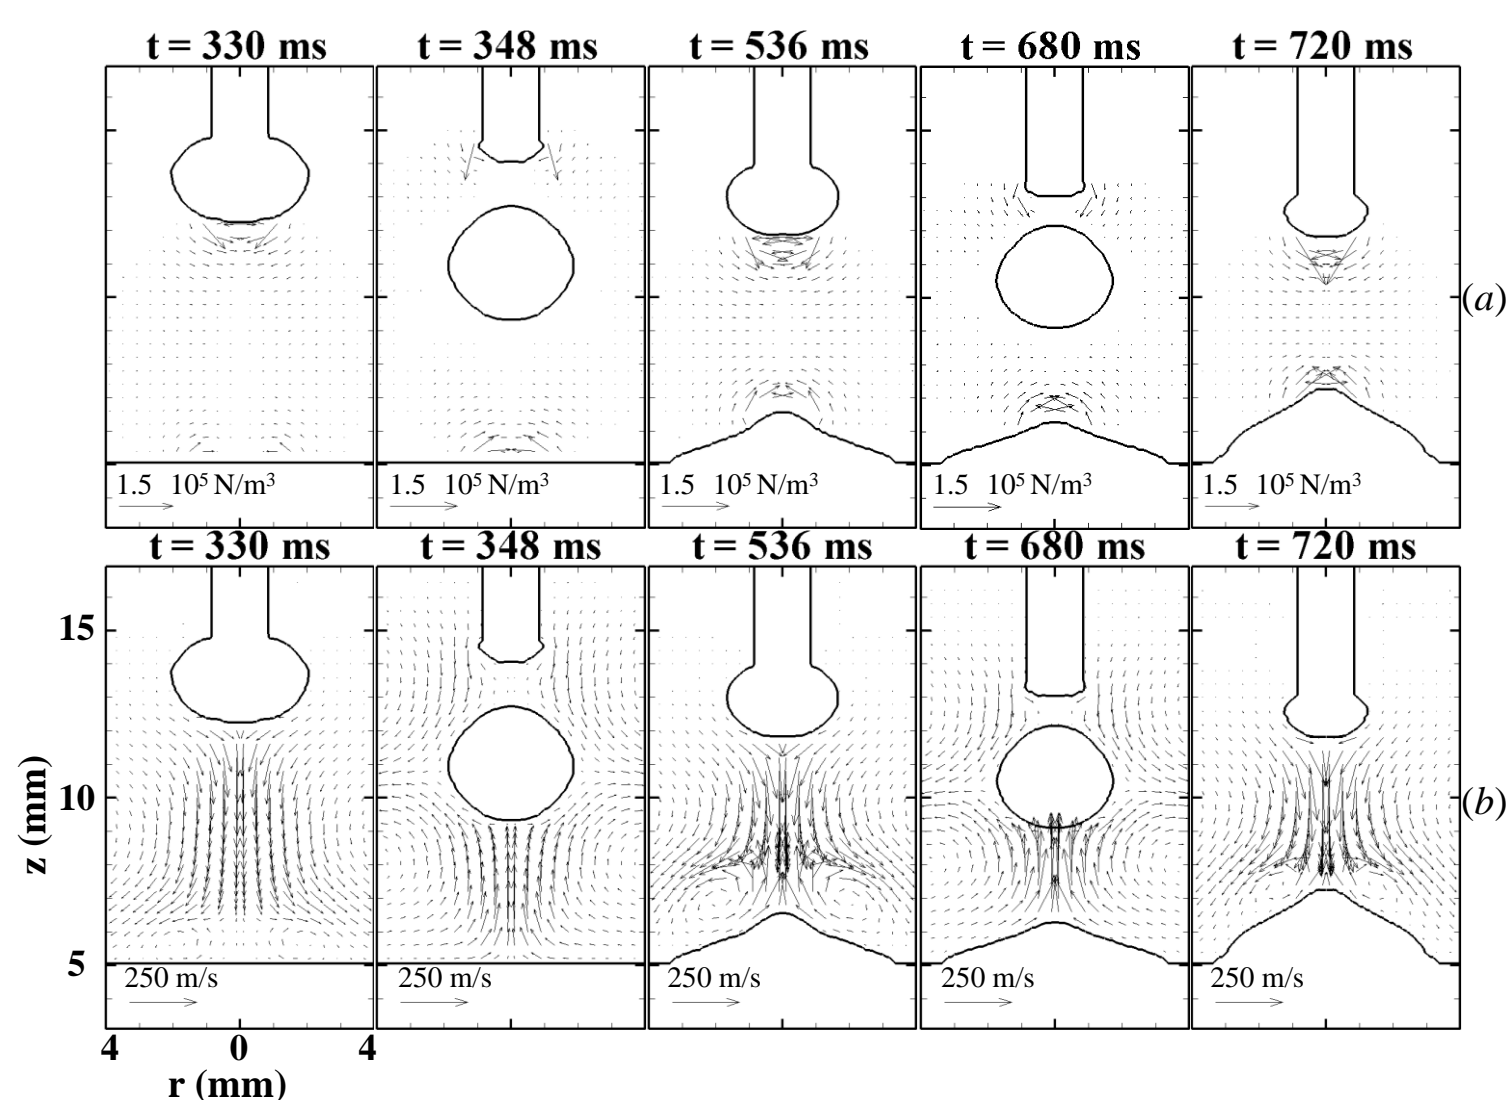 t = 330 ms t = 348 ms t = 536 ms t = 680 ms t = 720 ms
(a)
1.5 10⁵ N/m³ 1.5 10⁵ N/m³ 1.5 10⁵ N/m³ 1.5 10⁵ N/m³ 1.5 10⁵ N/m³
t = 330 ms t = 348 ms t = 536 ms t = 680 ms t = 720 ms
15
10
(b)
z (mm)
5
250 m/s 250 m/s 250 m/s 250 m/s 250 m/s
4 0 4
r (mm)